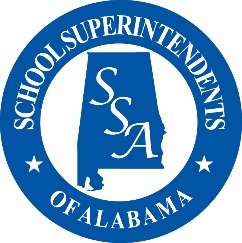 SCHOOL SUPERINTENDENTS
SSA
OF ALABAMA